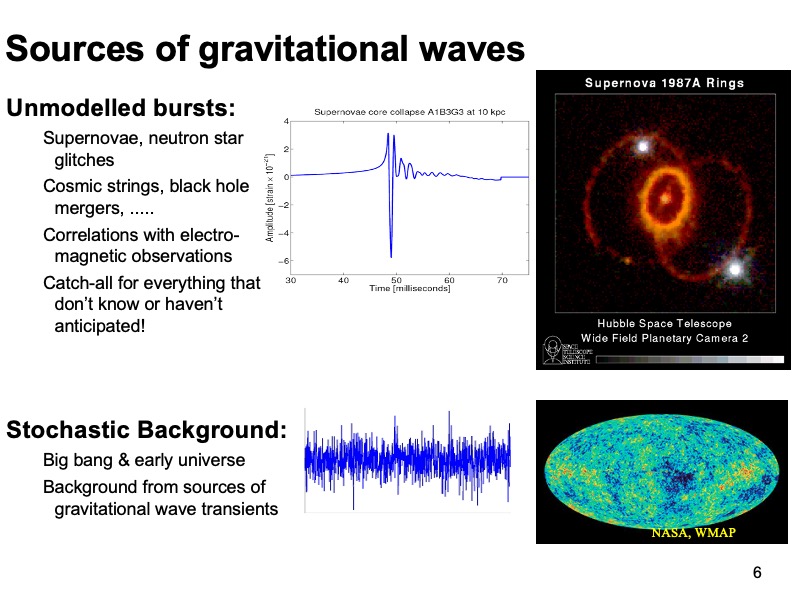 Sources of gravitational waves
Unmodelled bursts:
Supernovae, neutron star
glitches
Cosmic strings, black hole
mergers, .....
Correlations with electro-
magnetic observations
Catch-all for everything that
don't know or haven't
anticipated!
Supernovae core collapse A1B3G3 at 10 kpc
Amplitude [strain × 10⁻²¹]
4
2
0
−2
−4
−6
30 40 50 60 70
Time [milliseconds]
Supernova 1987A Rings
Hubble Space Telescope
Wide Field Planetary Camera 2
SPACE
TELESCOPE
SCIENCE
INSTITUTE
Stochastic Background:
Big bang & early universe
Background from sources of
gravitational wave transients
NASA, WMAP
6